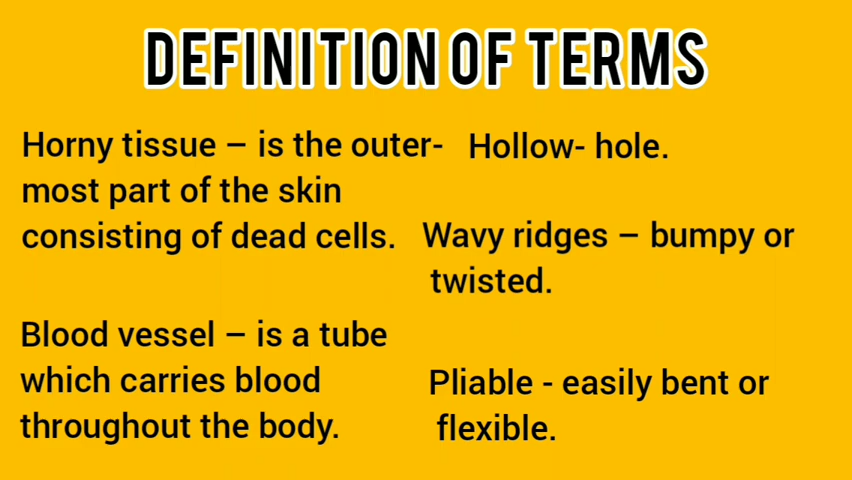 DEFINITION OF TERMS
Horny tissue – is the outer-
most part of the skin
consisting of dead cells.
Blood vessel – is a tube
which carries blood
throughout the body.
Hollow- hole.
Wavy ridges – bumpy or
twisted.
Pliable - easily bent or
flexible.